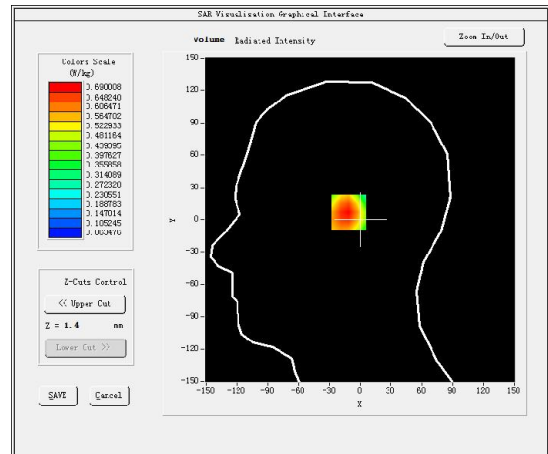 SAR Visualisation Graphical Interface
Volume Radiated Intensity
Zoom In/Out
Colors Scale
(W/kg)
0.690008
0.648240
0.606471
0.564702
0.522933
0.481164
0.439395
0.397627
0.355858
0.314089
0.272320
0.230551
0.188783
0.147014
0.105245
0.063476
Z-Cuts Control
<< Upper Cut
Z = 1.4 mm
Lower Cut >>
SAVE Cancel
150
120
90
60
30
0
-30
-60
-90
-120
-150
Y
-150 -120 -90 -60 -30 0 30 60 90 120 150
X